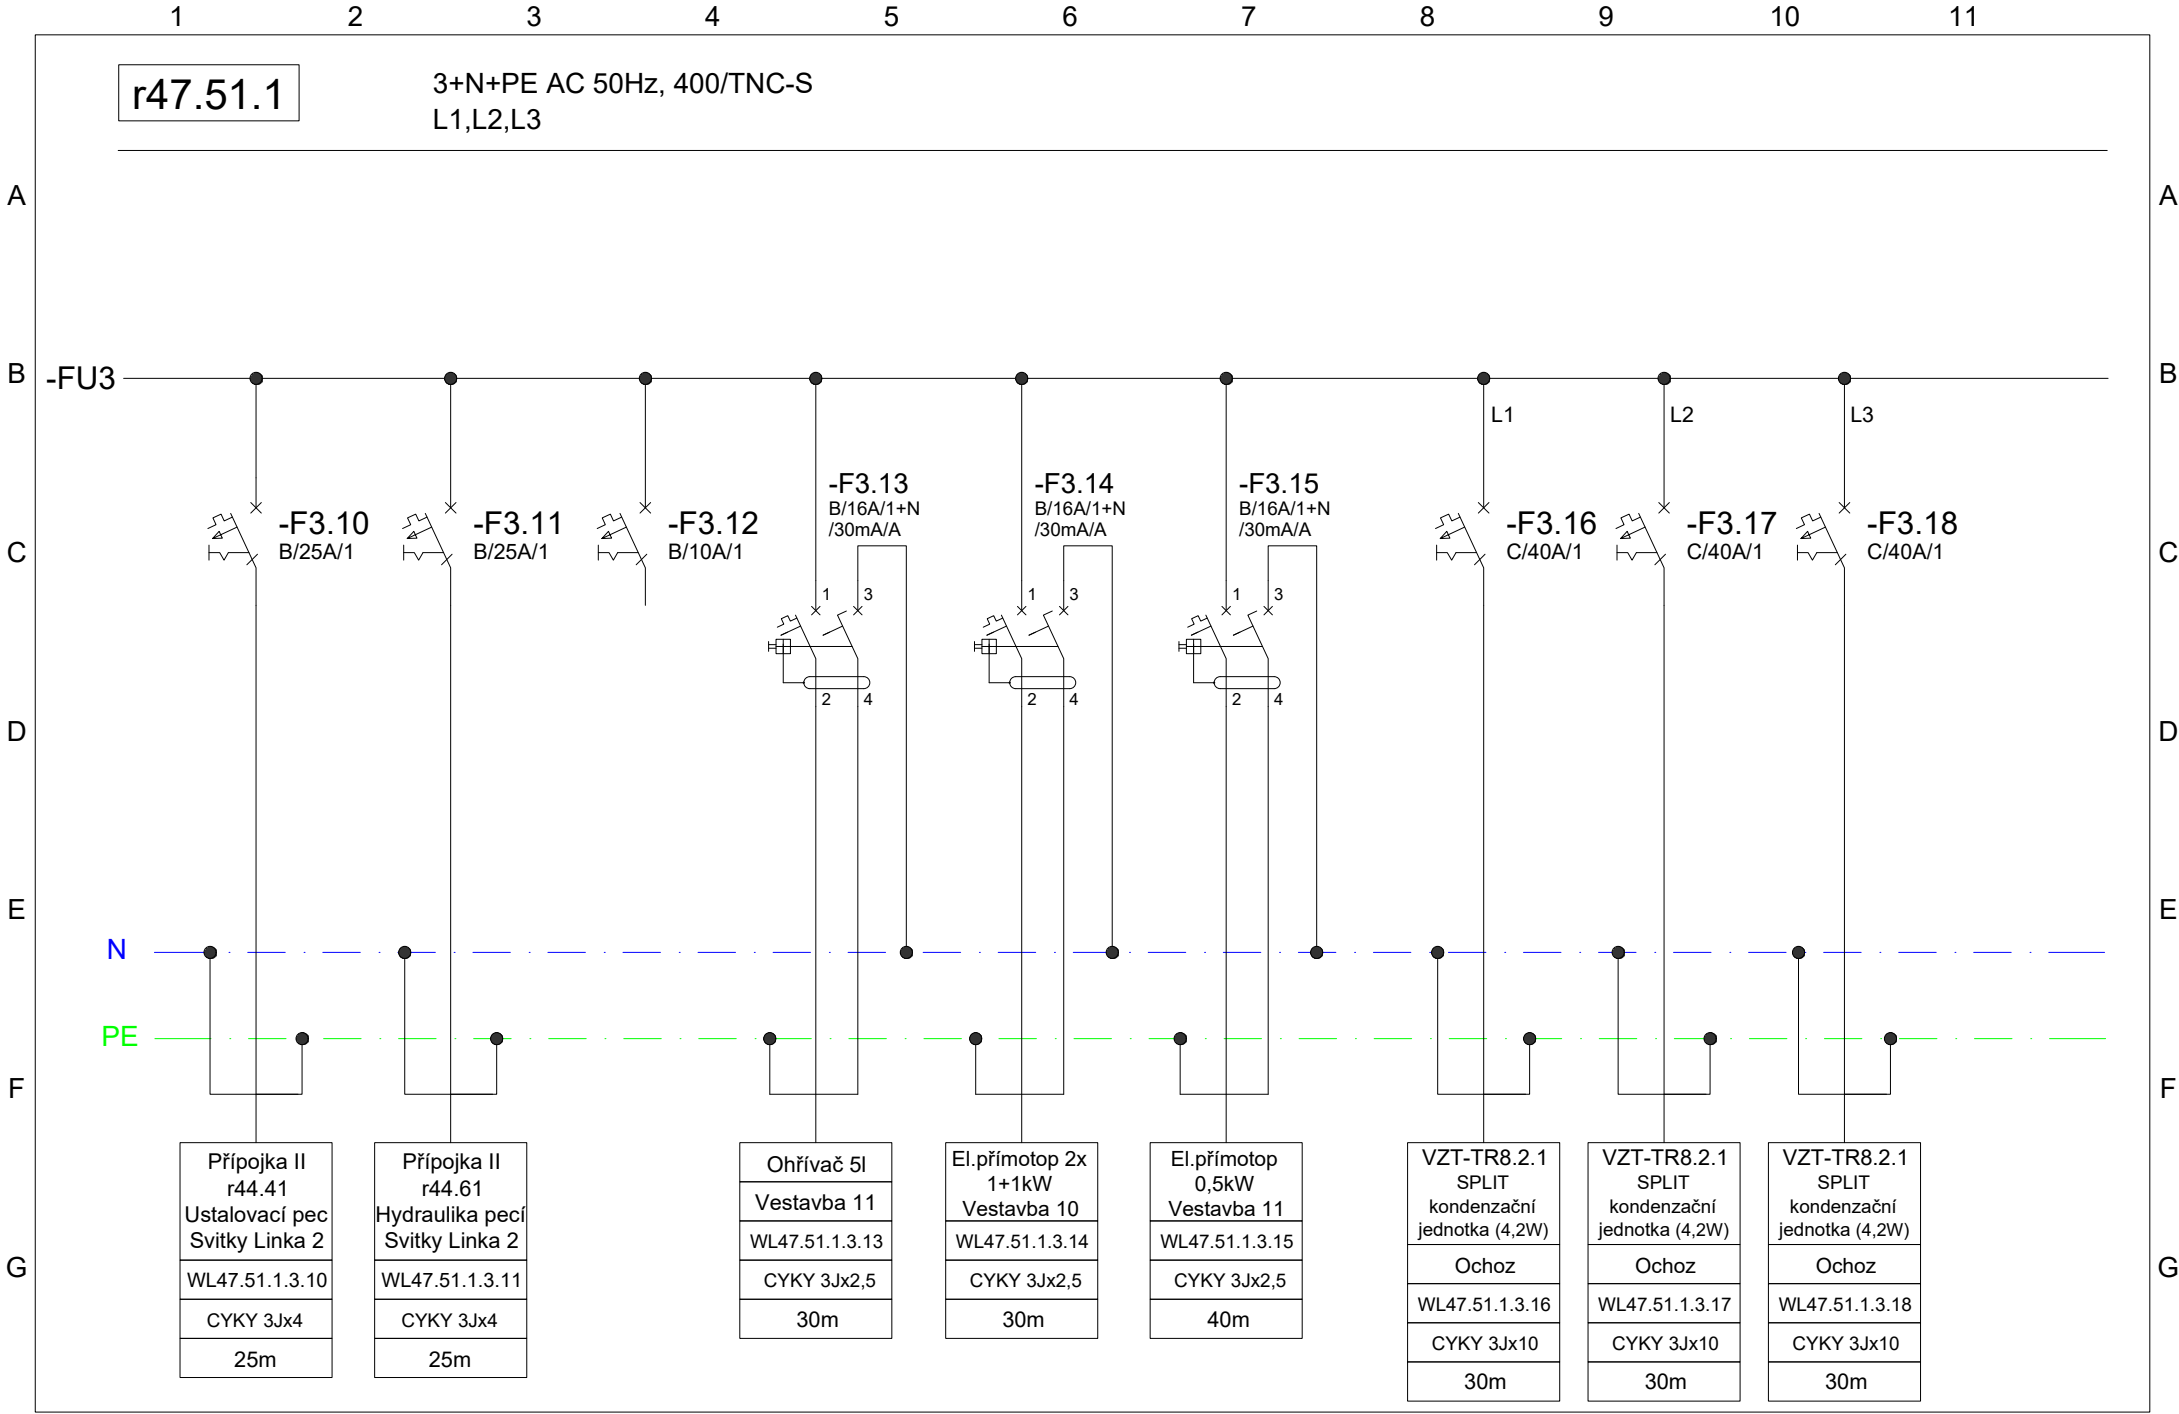 1 2 3 4 5 6 7 8 9 10 11
r47.51.1
3+N+PE AC 50Hz, 400/TNC-S
L1,L2,L3
A A
B -FU3 B
L1 L2 L3
-F3.10
B/25A/1
-F3.11
B/25A/1
-F3.12
B/10A/1
-F3.13
B/16A/1+N
/30mA/A
1 3
2 4
-F3.14
B/16A/1+N
/30mA/A
1 3
2 4
-F3.15
B/16A/1+N
/30mA/A
1 3
2 4
-F3.16
C/40A/1
-F3.17
C/40A/1
-F3.18
C/40A/1
C C
D D
E E
N
PE
F F
Přípojka II
r44.41
Ustalovací pec
Svitky Linka 2
WL47.51.1.3.10
CYKY 3Jx4
25m
Přípojka II
r44.61
Hydraulika pecí
Svitky Linka 2
WL47.51.1.3.11
CYKY 3Jx4
25m
Ohřívač 5l
Vestavba 11
WL47.51.1.3.13
CYKY 3Jx2,5
30m
El.přímotop 2x
1+1kW
Vestavba 10
WL47.51.1.3.14
CYKY 3Jx2,5
30m
El.přímotop
0,5kW
Vestavba 11
WL47.51.1.3.15
CYKY 3Jx2,5
40m
VZT-TR8.2.1
SPLIT
kondenzační
jednotka (4,2W)
Ochoz
WL47.51.1.3.16
CYKY 3Jx10
30m
VZT-TR8.2.1
SPLIT
kondenzační
jednotka (4,2W)
Ochoz
WL47.51.1.3.17
CYKY 3Jx10
30m
VZT-TR8.2.1
SPLIT
kondenzační
jednotka (4,2W)
Ochoz
WL47.51.1.3.18
CYKY 3Jx10
30m
G G